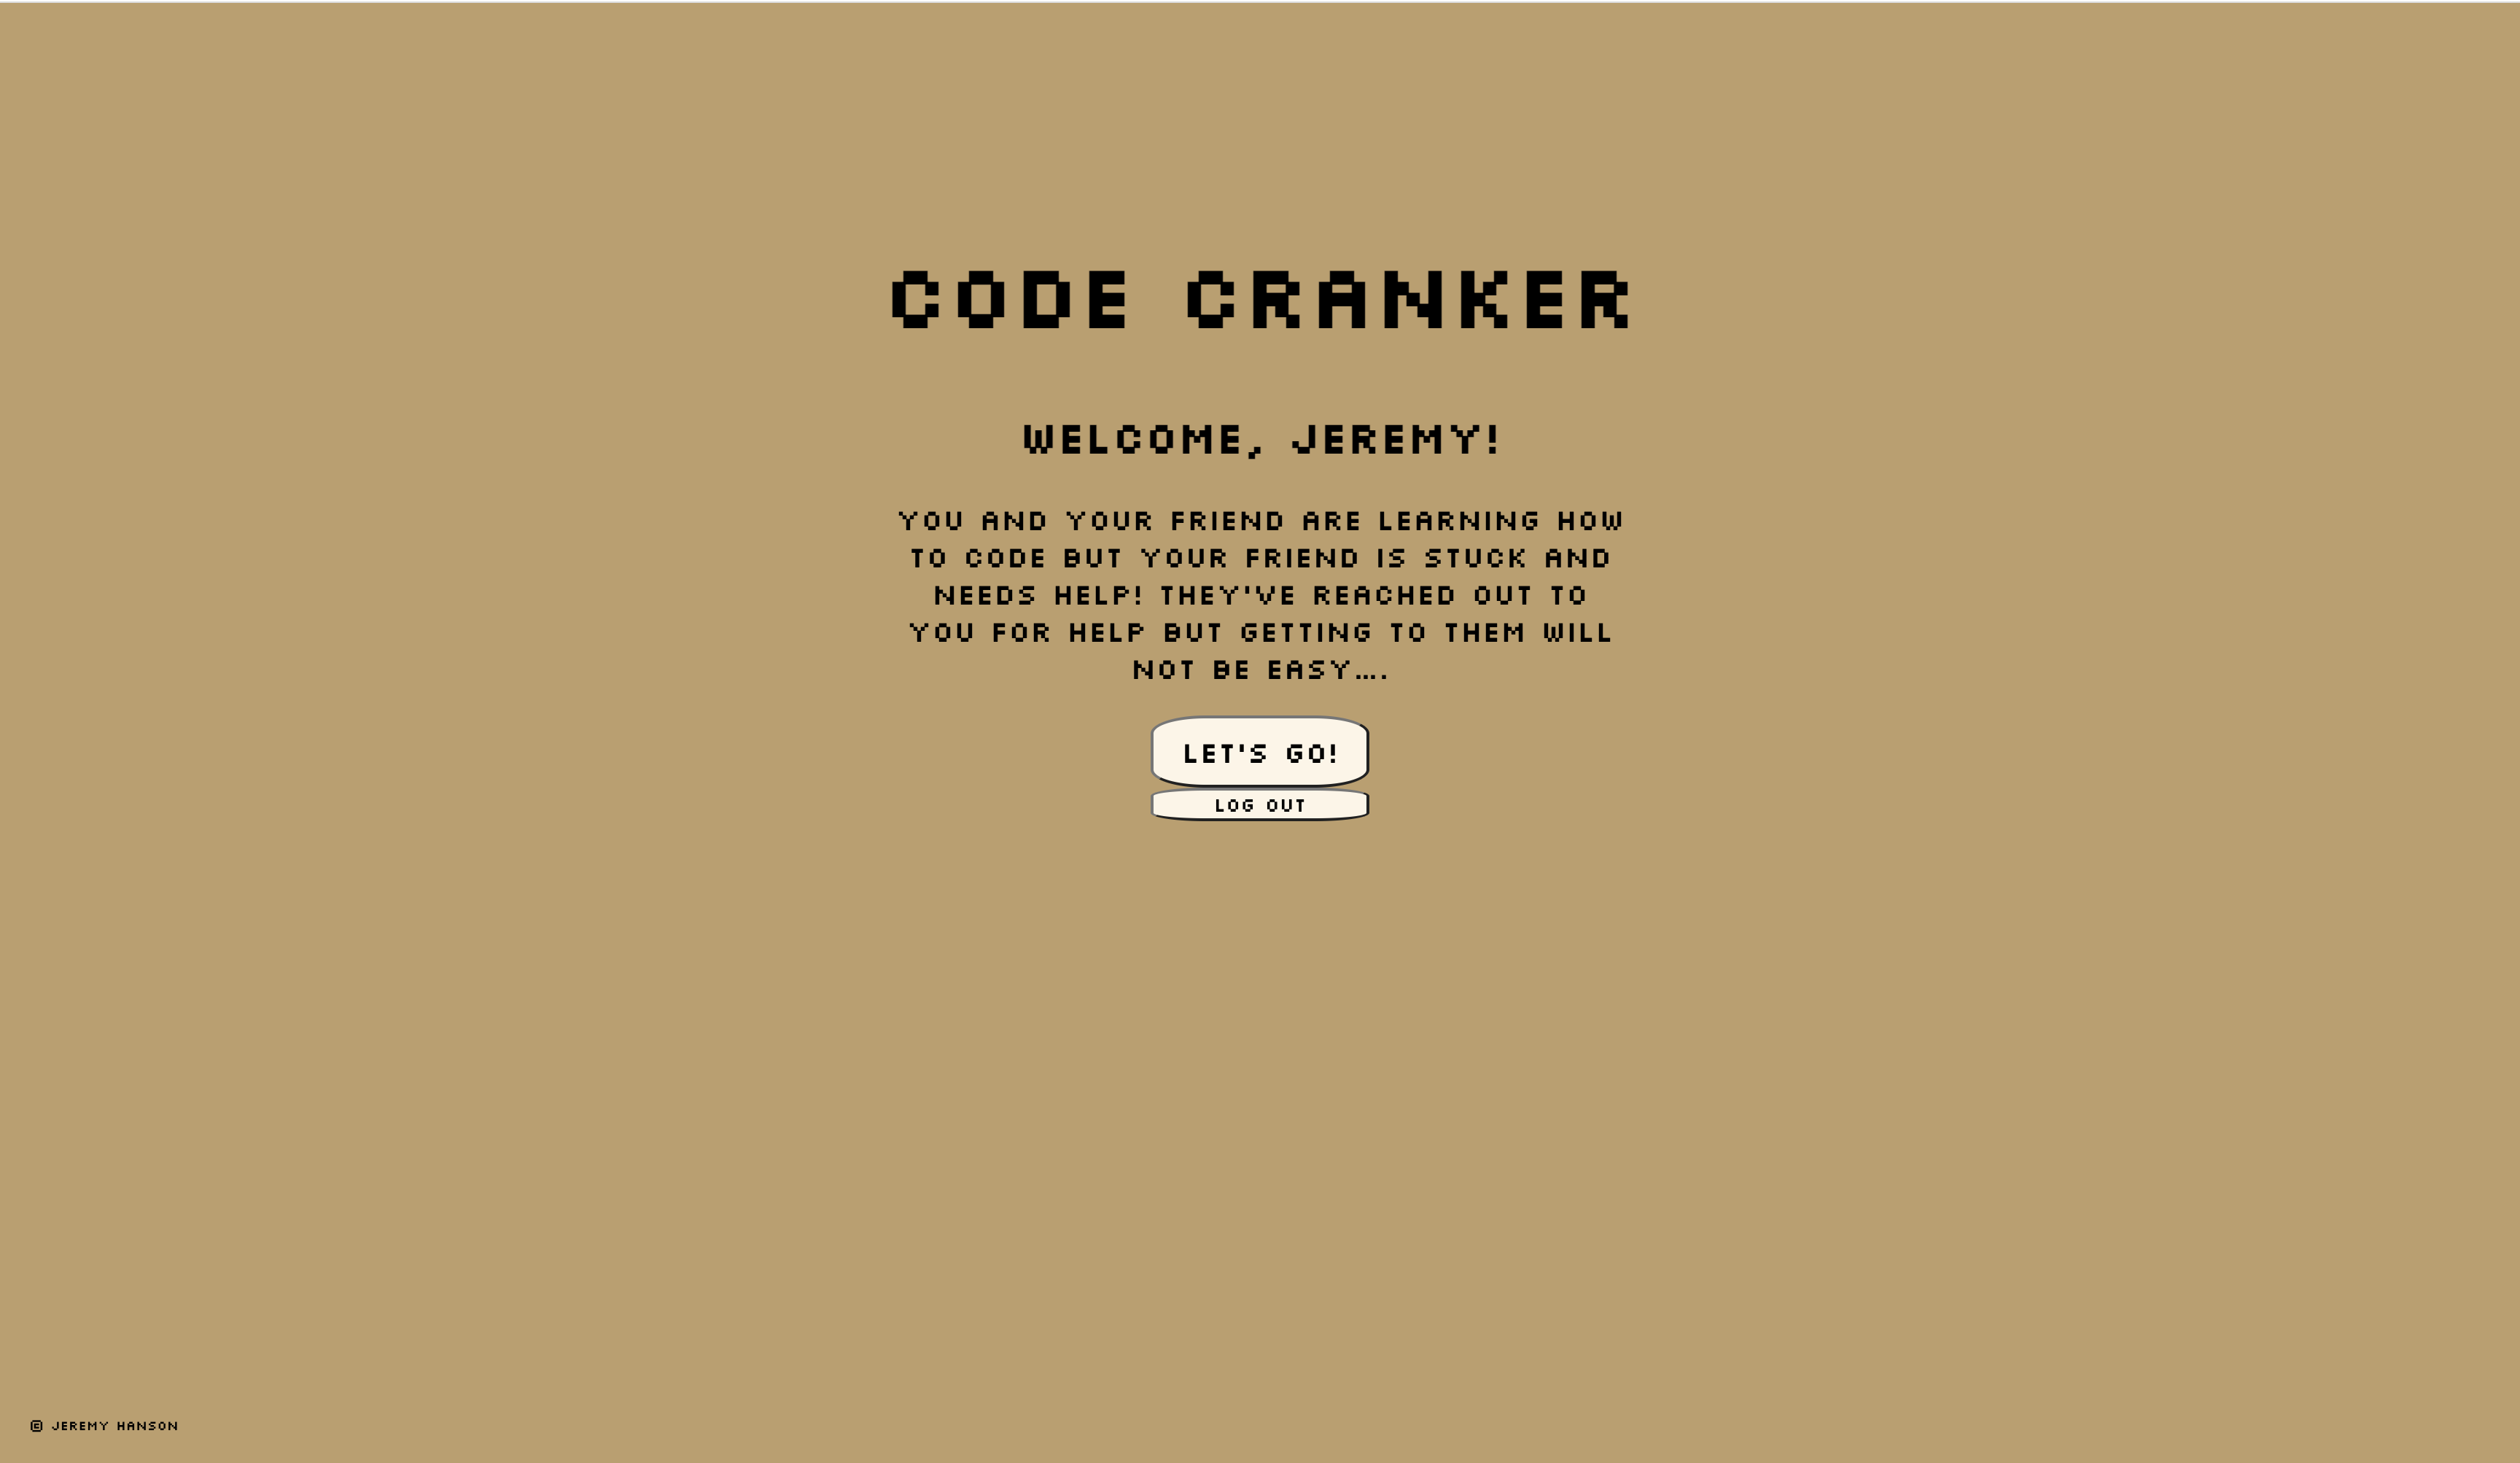 CODE CRANKER
WELCOME, JEREMY!
YOU AND YOUR FRIEND ARE LEARNING HOW
TO CODE BUT YOUR FRIEND IS STUCK AND
NEEDS HELP! THEY'VE REACHED OUT TO
YOU FOR HELP BUT GETTING TO THEM WILL
NOT BE EASY....
LET'S GO!
LOG OUT
© JEREMY HANSON